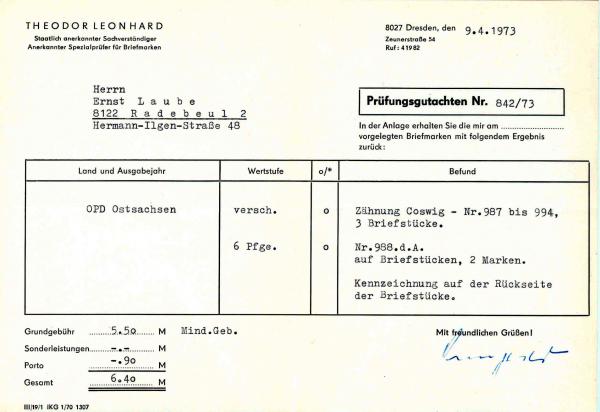 THEODOR LEONHARD
Staatlich anerkannter Sachverständiger
Anerkannter Spezialprüfer für Briefmarken
8027 Dresden, den 9.4.1973
Zeunerstraße 54
Ruf: 41982
Herrn
Ernst Laube
8122 Radebeul 2
Hermann-Ilgen-Straße 48
Prüfungsgutachten Nr. 842/73
In der Anlage erhalten Sie die mir am ....................
vorgelegten Briefmarken mit folgendem Ergebnis
zurück:
Land und Ausgabejahr Wertstufe o/* Befund
OPD Ostsachsen versch. o Zähnung Coswig - Nr.987 bis 994,
3 Briefstücke.
6 Pfge. o Nr.988.d.A.
auf Briefstücken, 2 Marken.
Kennzeichnung auf der Rückseite
der Briefstücke.
Grundgebühr 5.50 M Mind.Geb.
Sonderleistungen -.- M
Porto -.90 M
Gesamt 6.40 M
Mit freundlichen Grüßen!
III/19/1 IKG 1/70 1307